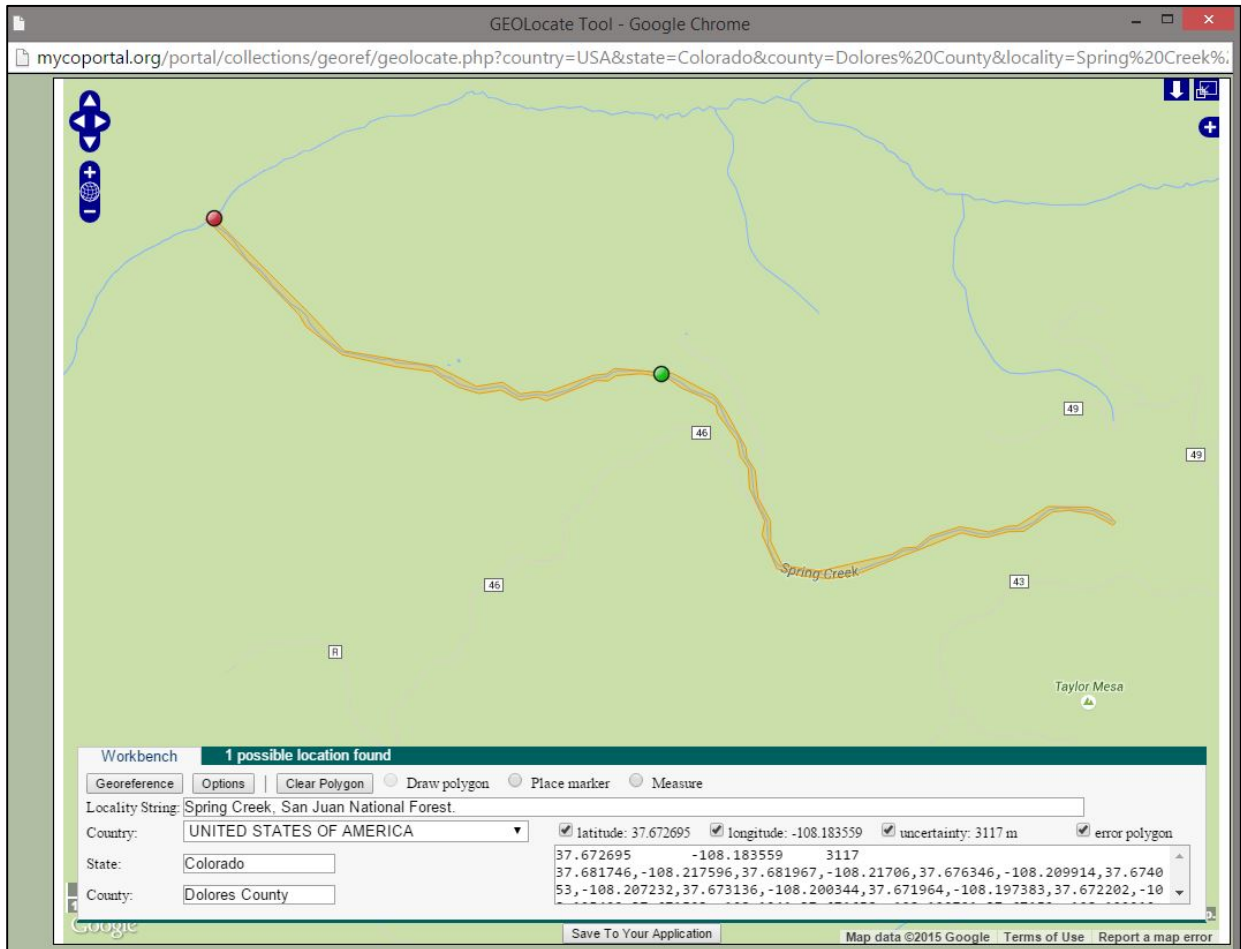 GEOLocate Tool - Google Chrome
mycoportal.org/portal/collections/georef/geolocate.php?country=USA&state=Colorado&county=Dolores%20County&locality=Spring%20Creek%
49
46
49
Spring Creek
46
43
R
Taylor Mesa
Workbench 1 possible location found
Georeference Options | Clear Polygon Draw polygon Place marker Measure
Locality String: Spring Creek, San Juan National Forest.
Country: UNITED STATES OF AMERICA latitude: 37.672695 longitude: -108.183559 uncertainty: 3117 m error polygon
State: Colorado
County: Dolores County
37.672695 -108.183559 3117
37.681746,-108.217596,37.681967,-108.21706,37.676346,-108.209914,37.6740
53,-108.207232,37.673136,-108.200344,37.671964,-108.197383,37.672202,-10
Google
Save To Your Application
Map data ©2015 Google Terms of Use Report a map error